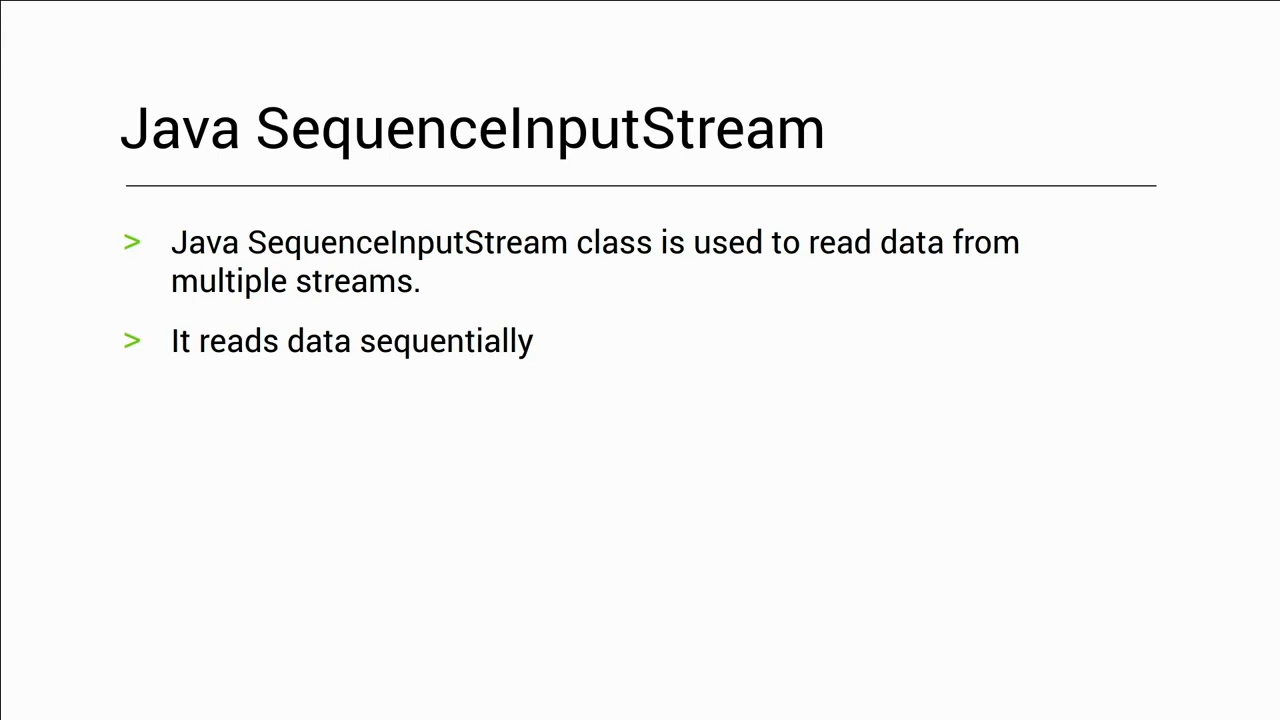 Java SequenceInputStream
> Java SequenceInputStream class is used to read data from
multiple streams.
> It reads data sequentially